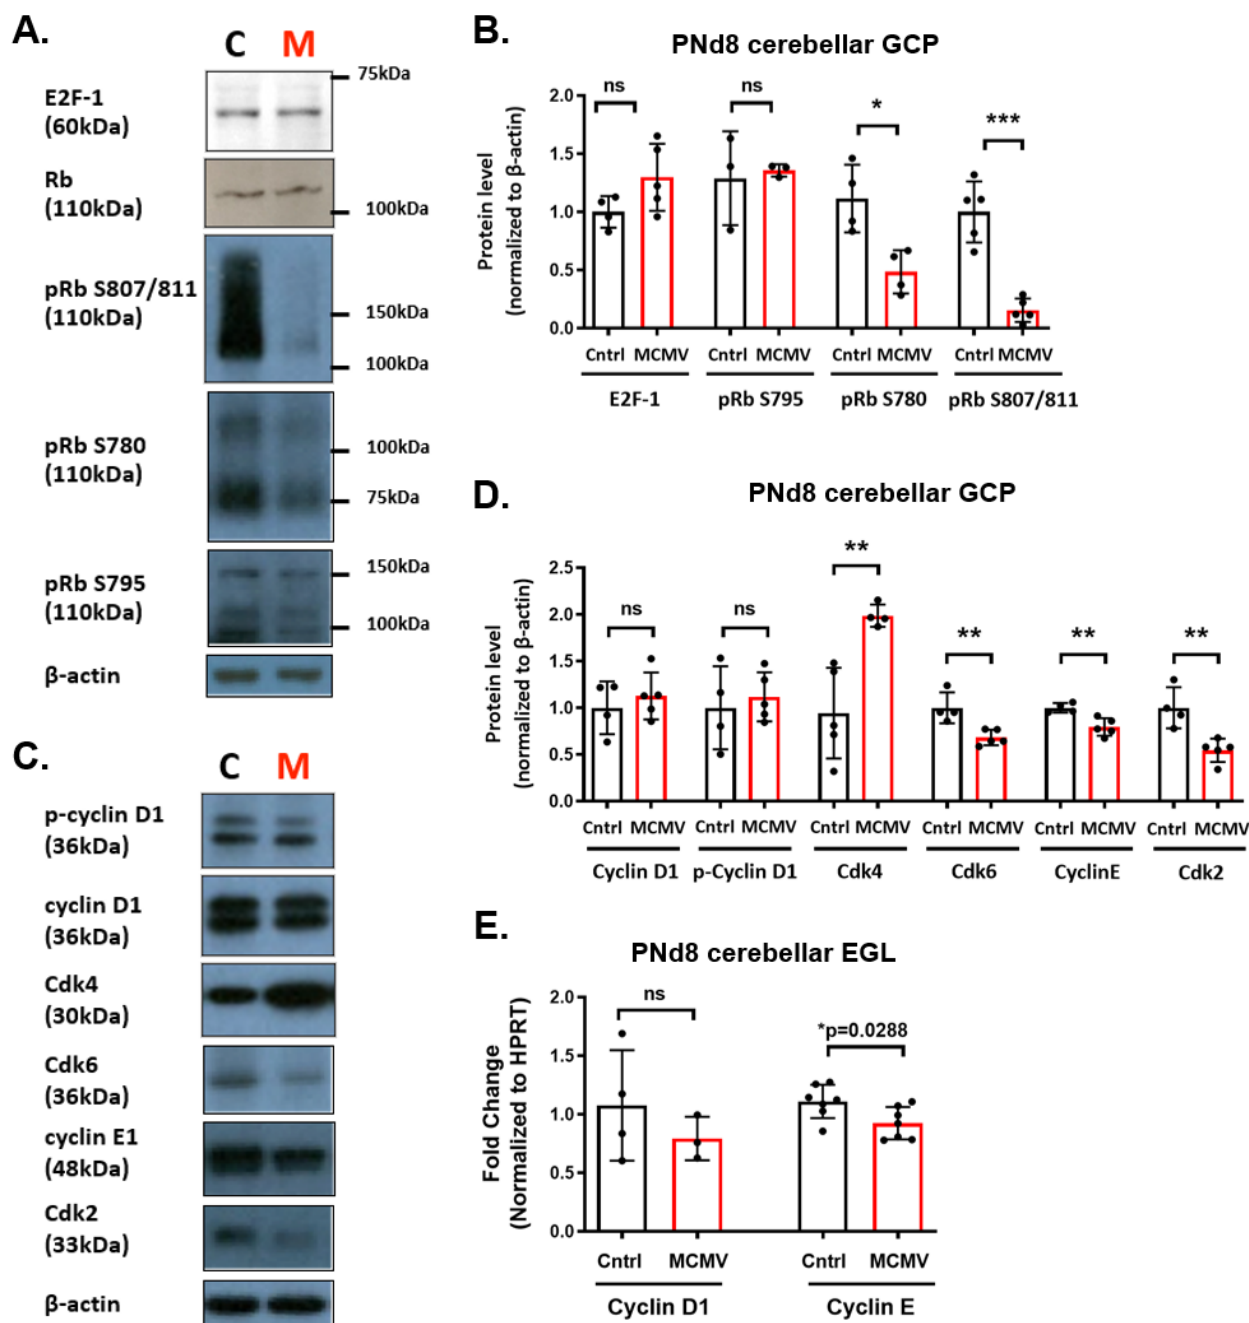 A.
C M
E2F-1
(60kDa)
75kDa
Rb
(110kDa)
100kDa
pRb S807/811
(110kDa)
150kDa
100kDa
pRb S780
(110kDa)
100kDa
75kDa
pRb S795
(110kDa)
150kDa
100kDa
β-actin
B.
PNd8 cerebellar GCP
Protein level
(normalized to β-actin)
2.0
1.5
1.0
0.5
0.0
ns
ns
*
***
Cntrl MCMV Cntrl MCMV Cntrl MCMV Cntrl MCMV
E2F-1 pRb S795 pRb S780 pRb S807/811
C.
C M
p-cyclin D1
(36kDa)
cyclin D1
(36kDa)
Cdk4
(30kDa)
Cdk6
(36kDa)
cyclin E1
(48kDa)
Cdk2
(33kDa)
β-actin
D.
PNd8 cerebellar GCP
Protein level
(normalized to β-actin)
2.5
2.0
1.5
1.0
0.5
0.0
ns
ns
**
**
**
**
Cntrl MCMV Cntrl MCMV Cntrl MCMV Cntrl MCMV Cntrl MCMV Cntrl MCMV
Cyclin D1 p-Cyclin D1 Cdk4 Cdk6 CyclinE Cdk2
E.
PNd8 cerebellar EGL
Fold Change
(Normalized to HPRT)
2.0
1.5
1.0
0.5
0.0
ns
*p=0.0288
Cntrl MCMV Cntrl MCMV
Cyclin D1 Cyclin E